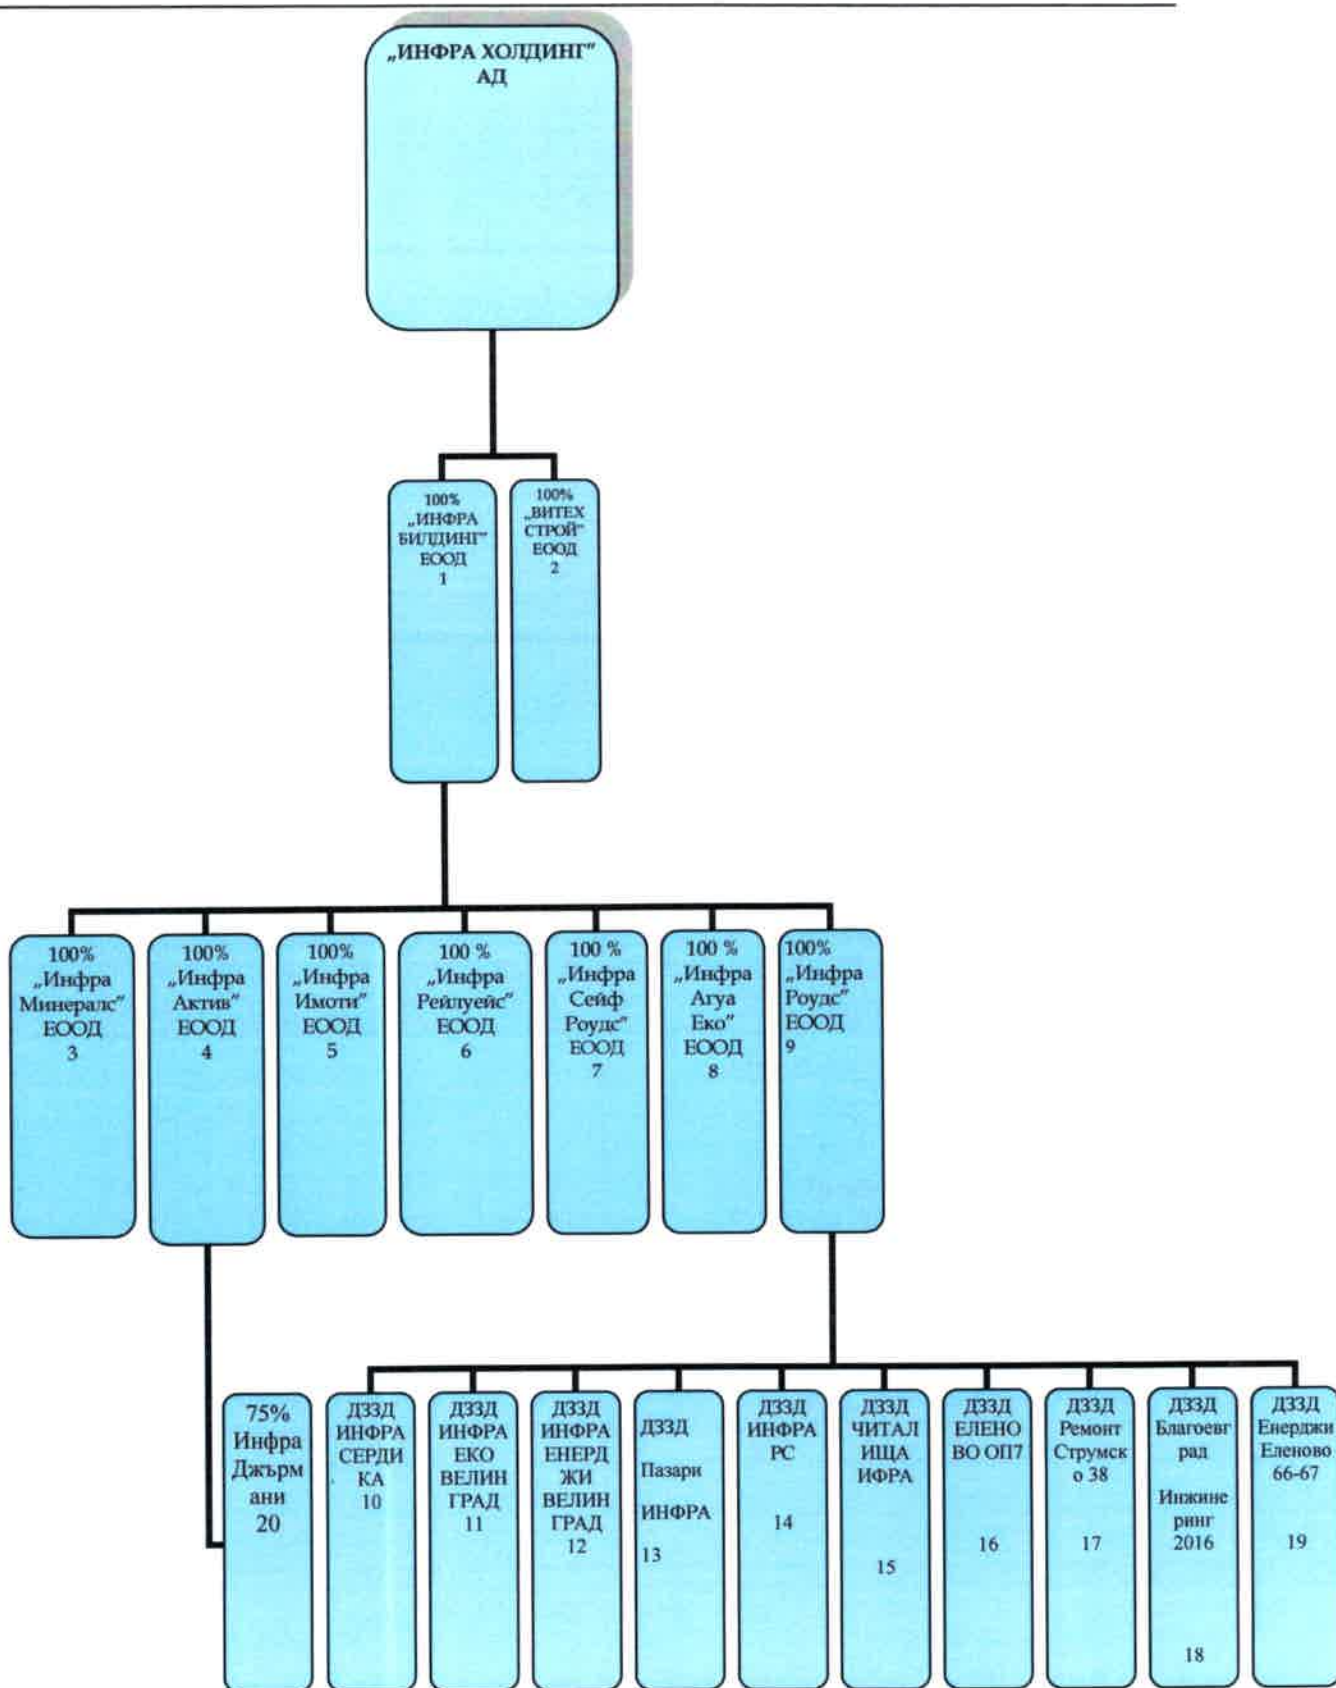 „ИНФРА ХОЛДИНГ"
АД
100%
„ИНФРА
БИЛДИНГ"
ЕООД
1
100%
„ВИТЕХ
СТРОЙ"
ЕООД
2
100%
„Инфра
Минералс"
ЕООД
3
100%
„Инфра
Актив"
ЕООД
4
100%
„Инфра
Имоти"
ЕООД
5
100 %
„Инфра
Рейлуейс"
ЕООД
6
100 %
„Инфра
Сейф
Роудс"
ЕООД
7
100 %
„Инфра
Агуа
Еко"
ЕООД
8
100%
„Инфра
Роудс"
ЕООД
9
75%
Инфра
Джърм
ани
20
ДЗЗД
ИНФРА
СЕРДИ
КА
10
ДЗЗД
ИНФРА
ЕКО
ВЕЛИН
ГРАД
11
ДЗЗД
ИНФРА
ЕНЕРД
ЖИ
ВЕЛИН
ГРАД
12
ДЗЗД
Пазари
ИНФРА
13
ДЗЗД
ИНФРА
РС
14
ДЗЗД
ЧИТАЛ
ИЩА
ИФРА
15
ДЗЗД
ЕЛЕНО
ВО ОП7
16
ДЗЗД
Ремонт
Струмск
о 38
17
ДЗЗД
Благоевг
рад
Инжине
ринг
2016
18
ДЗЗД
Енерджи
Еленово
66-67
19